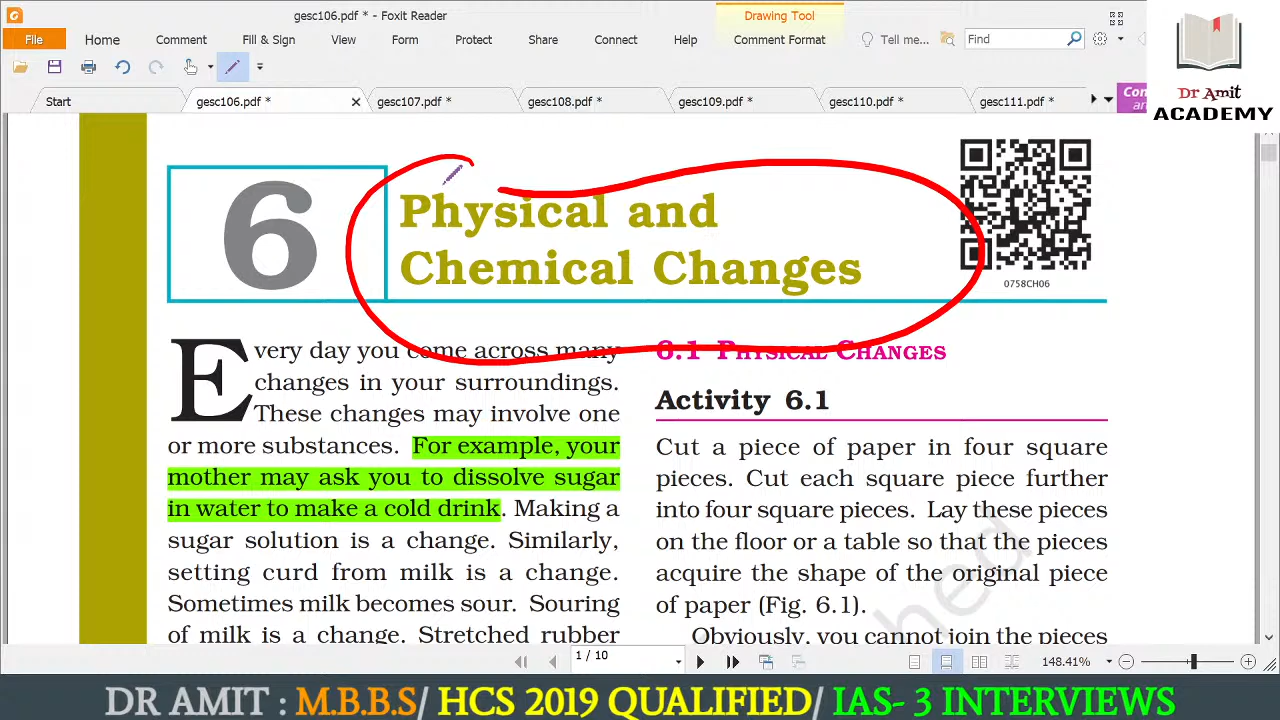 gesc106.pdf * - Foxit Reader
Drawing Tool
File Home Comment Fill & Sign View Form Protect Share Connect Help Comment Format Tell me... Find
Start gesc106.pdf * gesc107.pdf * gesc108.pdf * gesc109.pdf * gesc110.pdf * gesc111.pdf *
Dr Amit
ACADEMY
6
Physical and
Chemical Changes
0758CH06
Every day you come across many
changes in your surroundings.
These changes may involve one
or more substances. For example, your
mother may ask you to dissolve sugar
in water to make a cold drink. Making a
sugar solution is a change. Similarly,
setting curd from milk is a change.
Sometimes milk becomes sour. Souring
of milk is a change. Stretched rubber
6.1 PHYSICAL CHANGES
Activity 6.1
Cut a piece of paper in four square
pieces. Cut each square piece further
into four square pieces. Lay these pieces
on the floor or a table so that the pieces
acquire the shape of the original piece
of paper (Fig. 6.1).
Obviously, you cannot join the pieces
1 / 10
148.41%
DR AMIT : M.B.B.S/ HCS 2019 QUALIFIED/ IAS- 3 INTERVIEWS